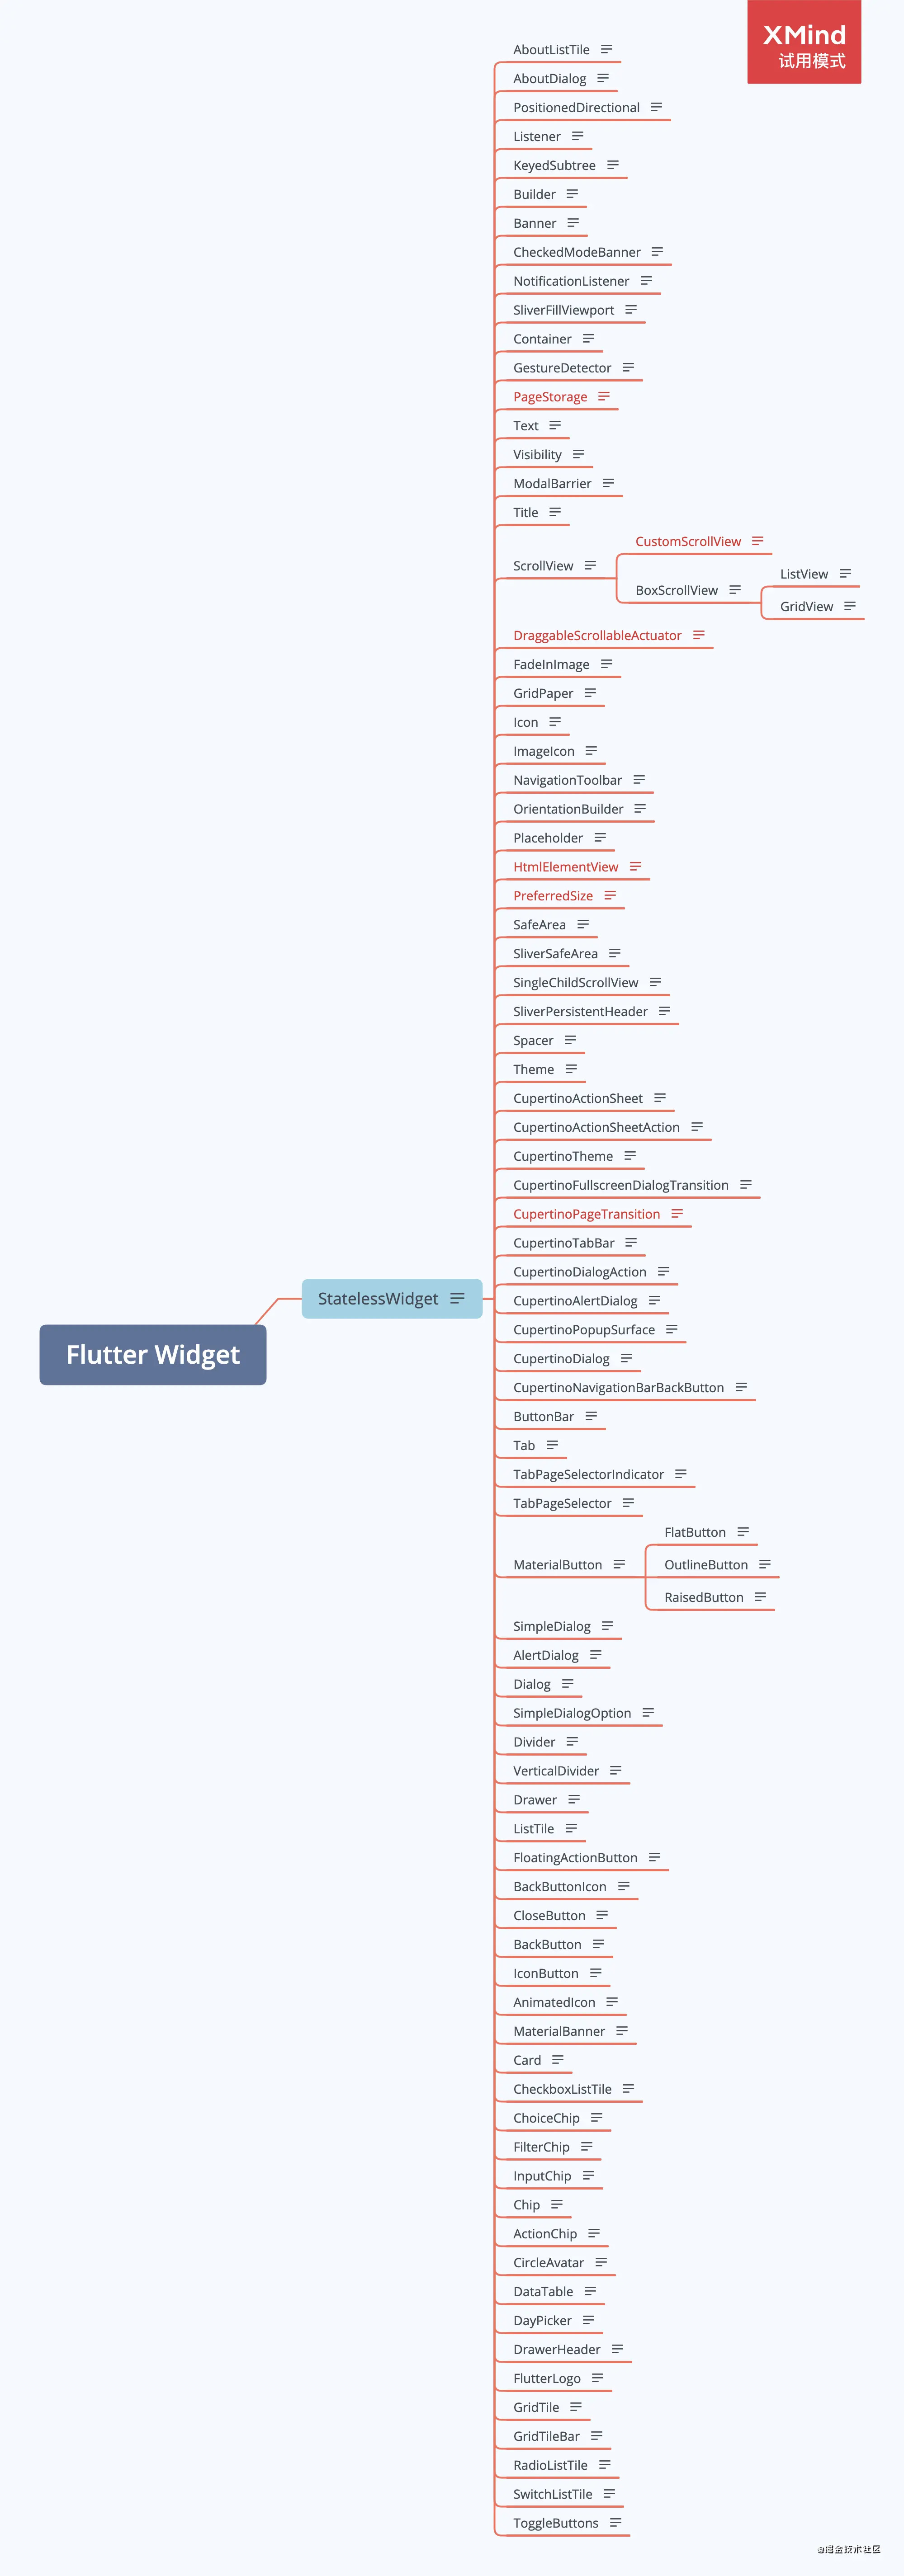 XMind
试用模式
AboutListTile
AboutDialog
PositionedDirectional
Listener
KeyedSubtree
Builder
Banner
CheckedModeBanner
NotificationListener
SliverFillViewport
Container
GestureDetector
PageStorage
Text
Visibility
ModalBarrier
Title
ScrollView
CustomScrollView
BoxScrollView
ListView
GridView
DraggableScrollableActuator
FadeInImage
GridPaper
Icon
ImageIcon
NavigationToolbar
OrientationBuilder
Placeholder
HtmlElementView
PreferredSize
SafeArea
SliverSafeArea
SingleChildScrollView
SliverPersistentHeader
Spacer
Theme
CupertinoActionSheet
CupertinoActionSheetAction
CupertinoTheme
CupertinoFullscreenDialogTransition
CupertinoPageTransition
CupertinoTabBar
CupertinoDialogAction
StatelessWidget
CupertinoAlertDialog
CupertinoPopupSurface
Flutter Widget
CupertinoDialog
CupertinoNavigationBarBackButton
ButtonBar
Tab
TabPageSelectorIndicator
TabPageSelector
MaterialButton
FlatButton
OutlineButton
RaisedButton
SimpleDialog
AlertDialog
Dialog
SimpleDialogOption
Divider
VerticalDivider
Drawer
ListTile
FloatingActionButton
BackButtonIcon
CloseButton
BackButton
IconButton
AnimatedIcon
MaterialBanner
Card
CheckboxListTile
ChoiceChip
FilterChip
InputChip
Chip
ActionChip
CircleAvatar
DataTable
DayPicker
DrawerHeader
FlutterLogo
GridTile
GridTileBar
RadioListTile
SwitchListTile
ToggleButtons
@掘金技术社区